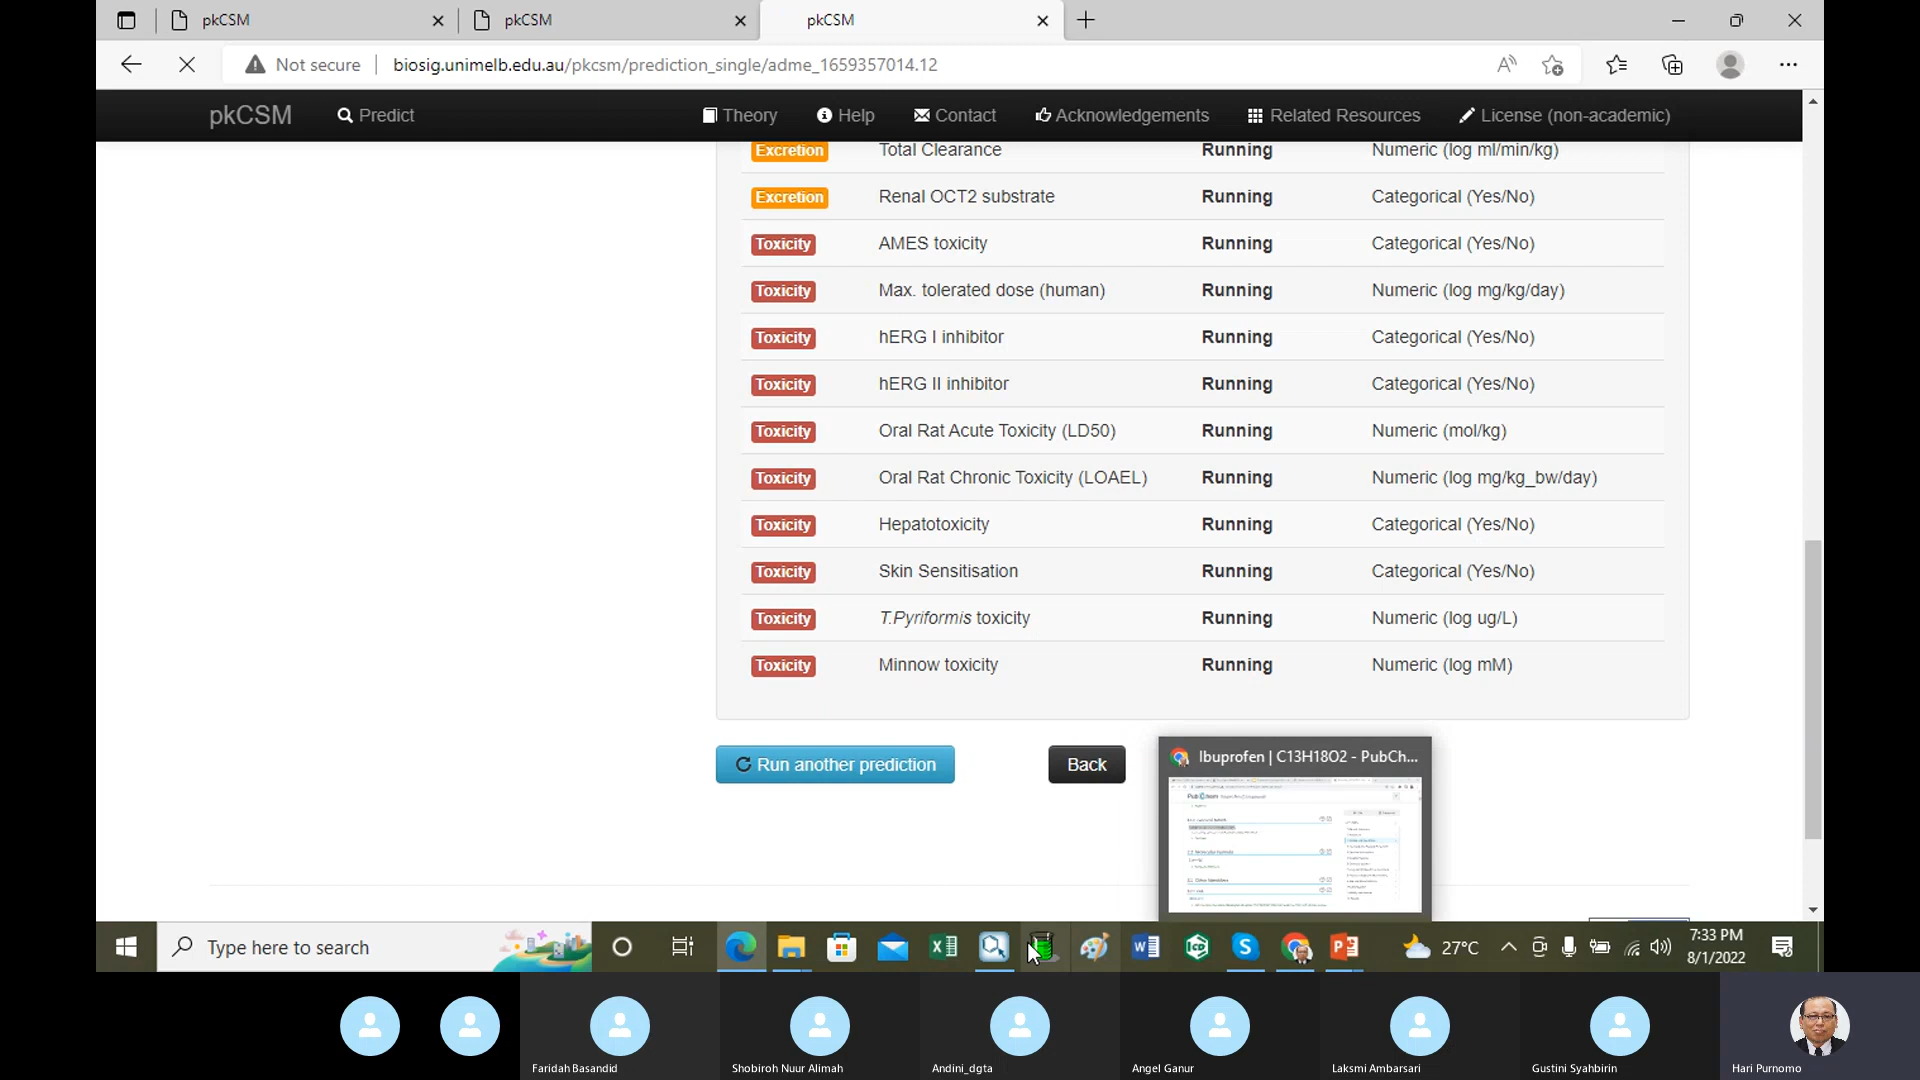 pkCSM
pkCSM
pkCSM
Not secure
biosig.unimelb.edu.au/pkcsm/prediction_single/adme_1659357014.12
pkCSM Predict Theory Help Contact Acknowledgements Related Resources License (non-academic)
Excretion Total Clearance Running Numeric (log ml/min/kg)
Excretion Renal OCT2 substrate Running Categorical (Yes/No)
Toxicity AMES toxicity Running Categorical (Yes/No)
Toxicity Max. tolerated dose (human) Running Numeric (log mg/kg/day)
Toxicity hERG I inhibitor Running Categorical (Yes/No)
Toxicity hERG II inhibitor Running Categorical (Yes/No)
Toxicity Oral Rat Acute Toxicity (LD50) Running Numeric (mol/kg)
Toxicity Oral Rat Chronic Toxicity (LOAEL) Running Numeric (log mg/kg_bw/day)
Toxicity Hepatotoxicity Running Categorical (Yes/No)
Toxicity Skin Sensitisation Running Categorical (Yes/No)
Toxicity T.Pyriformis toxicity Running Numeric (log ug/L)
Toxicity Minnow toxicity Running Numeric (log mM)
Run another prediction
Back
Ibuprofen | C13H18O2 - PubCh...
Type here to search
27°C
7:33 PM
8/1/2022
Faridah Basandid
Shobiroh Nuur Alimah
Andini_dgta
Angel Ganur
Laksmi Ambarsari
Gustini Syahbirin
Hari Purnomo